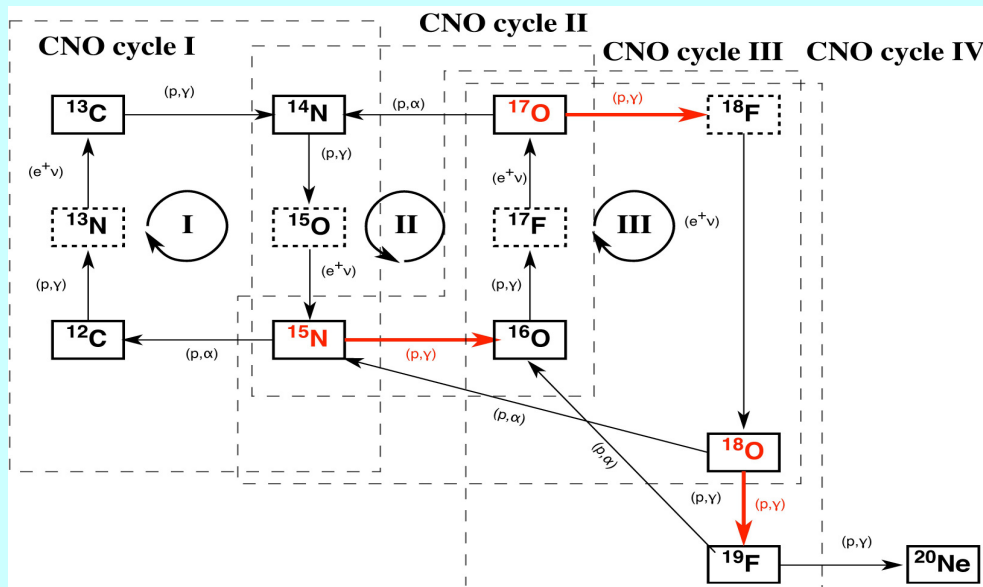 CNO cycle I
CNO cycle II
CNO cycle III
CNO cycle IV
¹³C
(p,γ)
¹⁴N
(p,α)
¹⁷O
(p,γ)
¹⁸F
(e⁺ν)
(p,γ)
(e⁺ν)
¹³N
I
¹⁵O
II
¹⁷F
III
(e⁺ν)
(p,γ)
(e⁺ν)
(p,γ)
¹²C
(p,α)
¹⁵N
(p,γ)
¹⁶O
(p,α)
(p,α)
¹⁸O
(p,γ)
(p,γ)
¹⁹F
(p,γ)
²⁰Ne